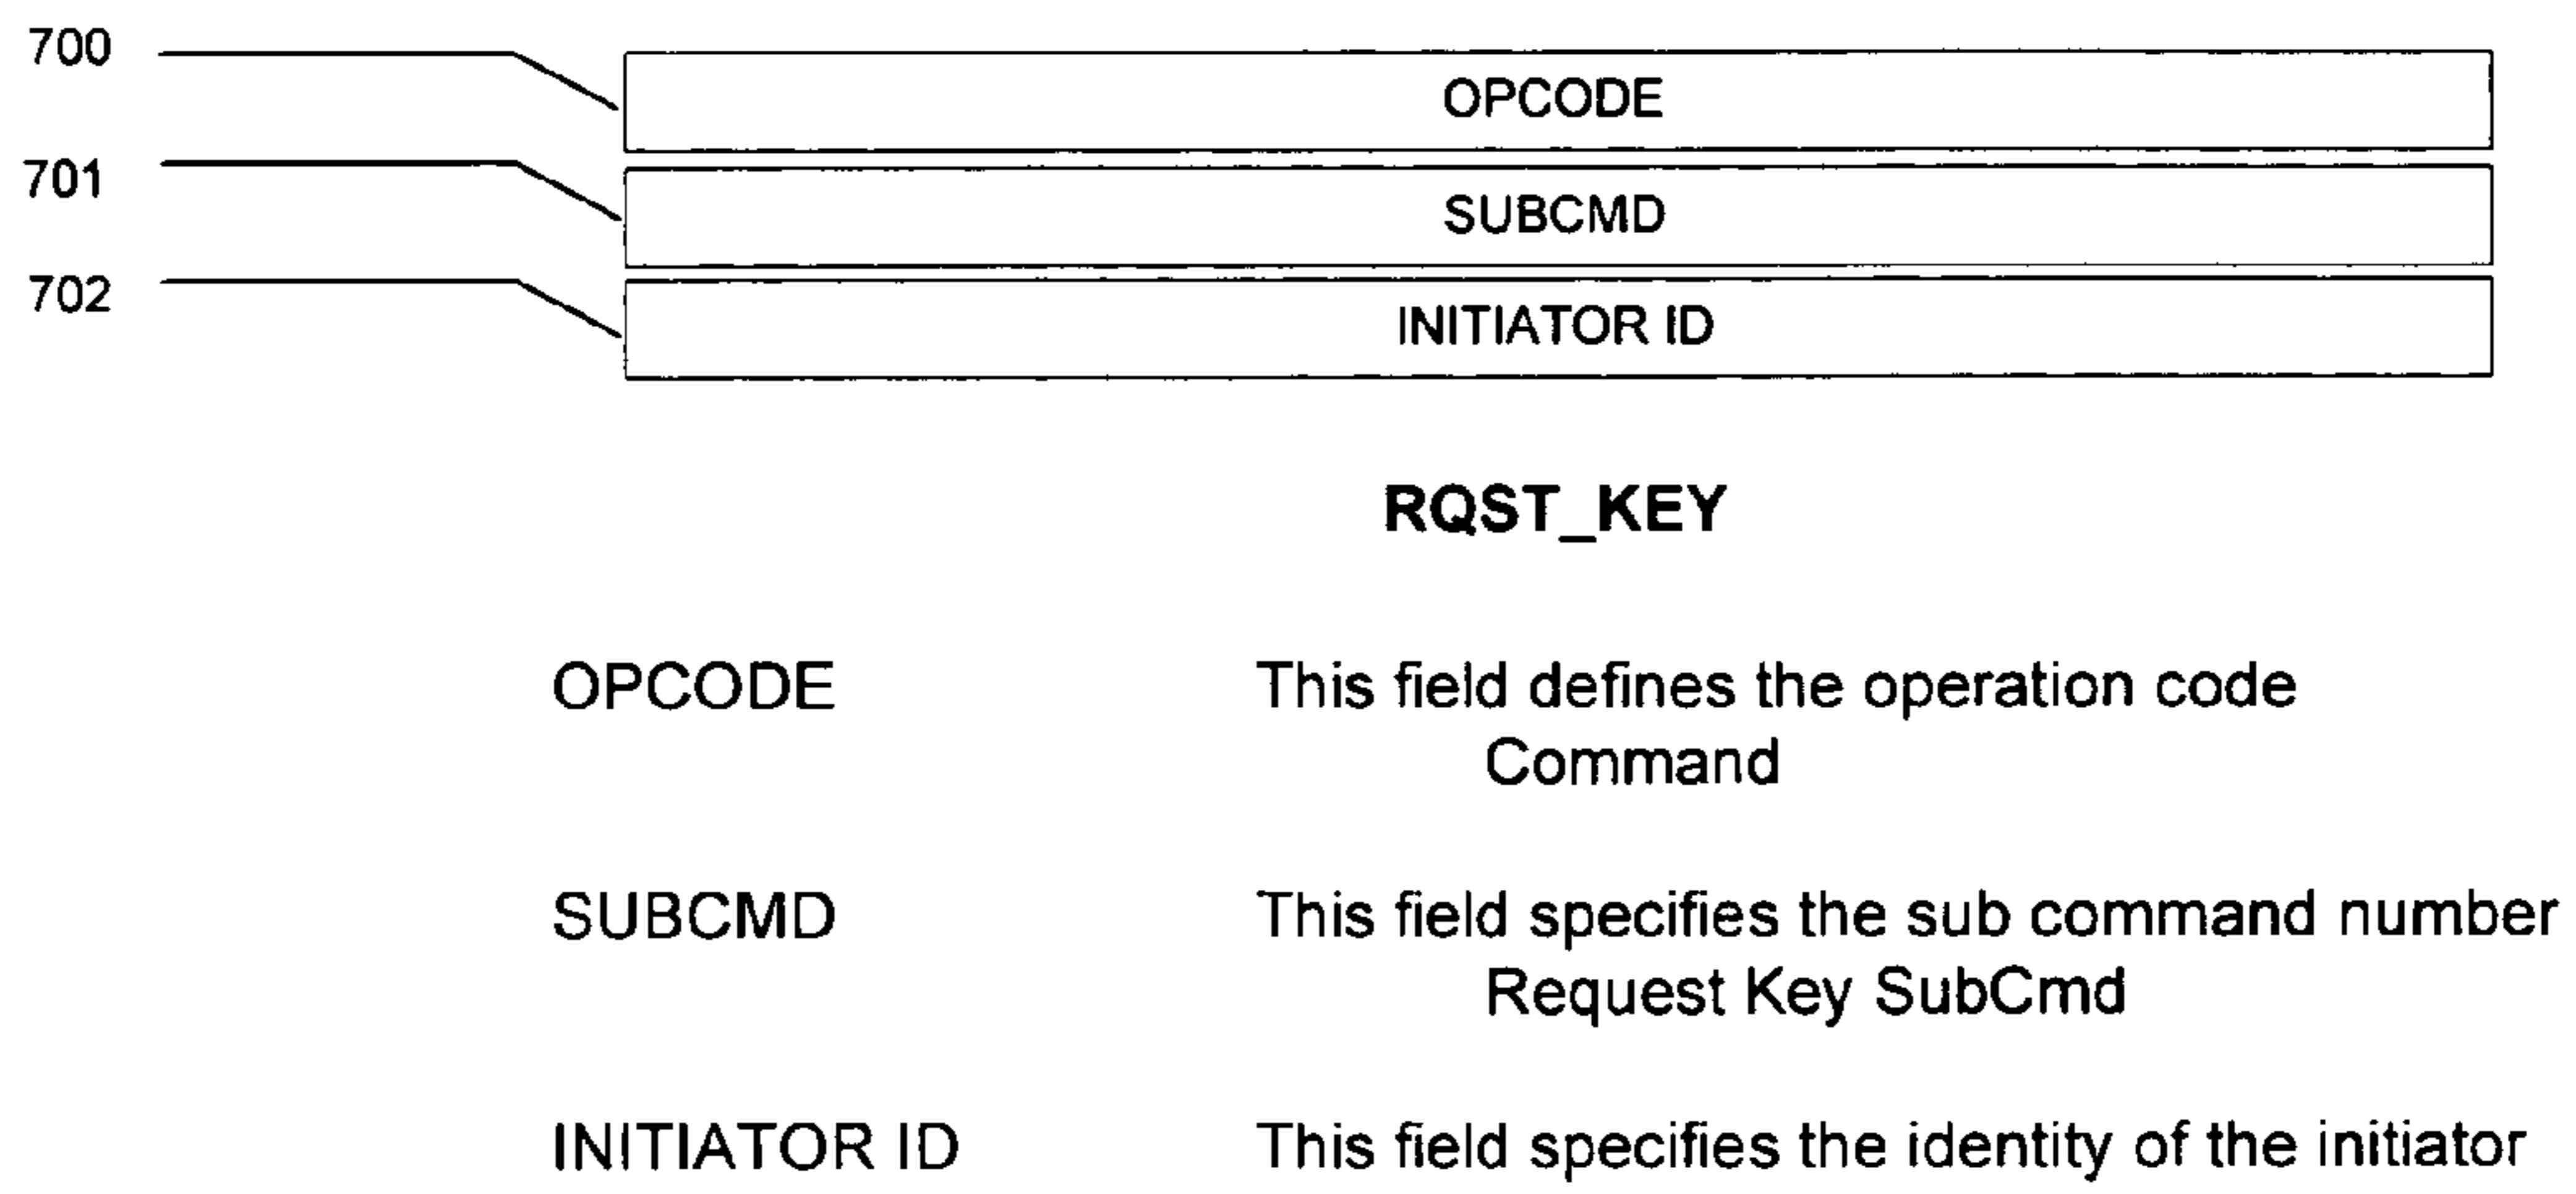 700 OPCODE
701 SUBCMD
702 INITIATOR ID
RQST_KEY
OPCODE This field defines the operation code
Command
SUBCMD This field specifies the sub command number
Request Key SubCmd
INITIATOR ID This field specifies the identity of the initiator